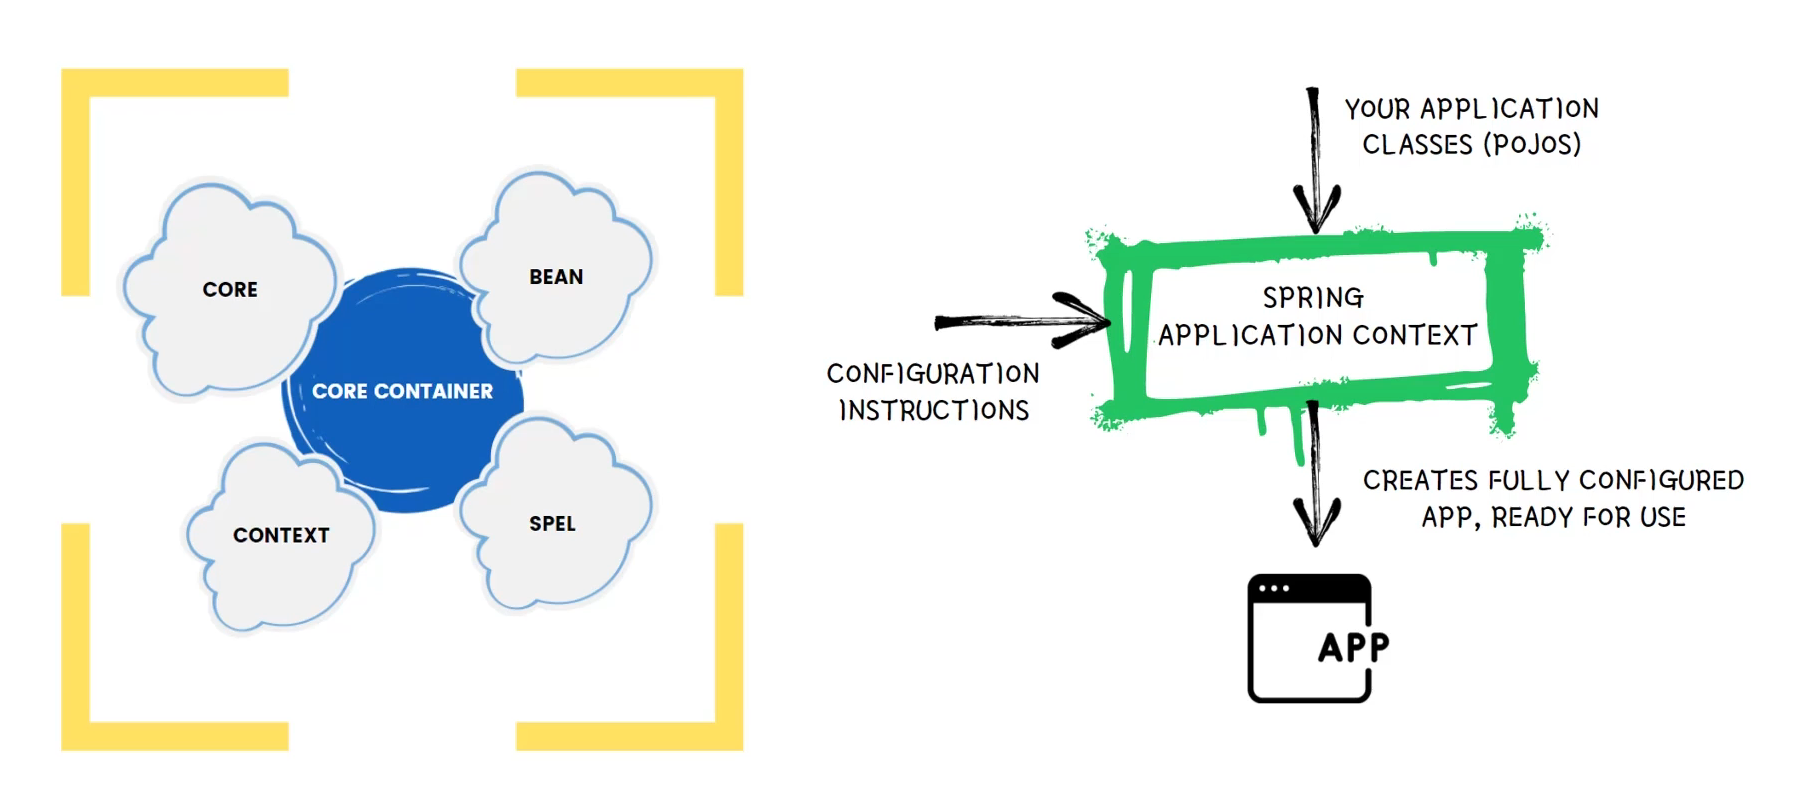 CORE
BEAN
CORE CONTAINER
CONTEXT
SPEL
YOUR APPLICATION
CLASSES (POJOS)
SPRING
APPLICATION CONTEXT
CONFIGURATION
INSTRUCTIONS
CREATES FULLY CONFIGURED
APP, READY FOR USE
APP